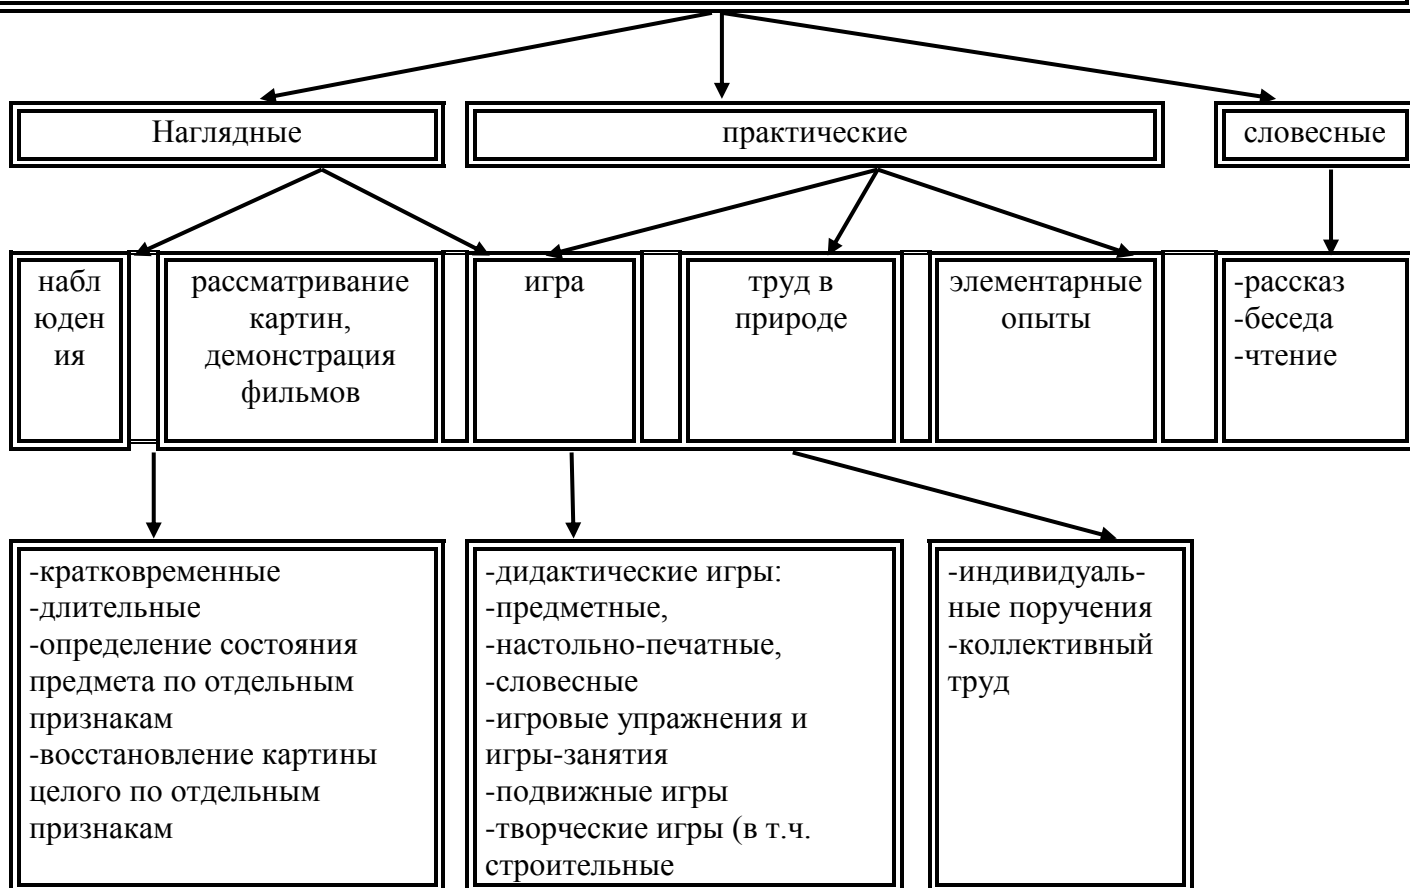 Наглядные
практические
словесные
набл
юден
ия
рассматривание
картин,
демонстрация
фильмов
игра
труд в
природе
элементарные
опыты
-рассказ
-беседа
-чтение
-кратковременные
-длительные
-определение состояния
предмета по отдельным
признакам
-восстановление картины
целого по отдельным
признакам
-дидактические игры:
-предметные,
-настольно-печатные,
-словесные
-игровые упражнения и
игры-занятия
-подвижные игры
-творческие игры (в т.ч.
строительные
-индивидуаль-
ные поручения
-коллективный
труд